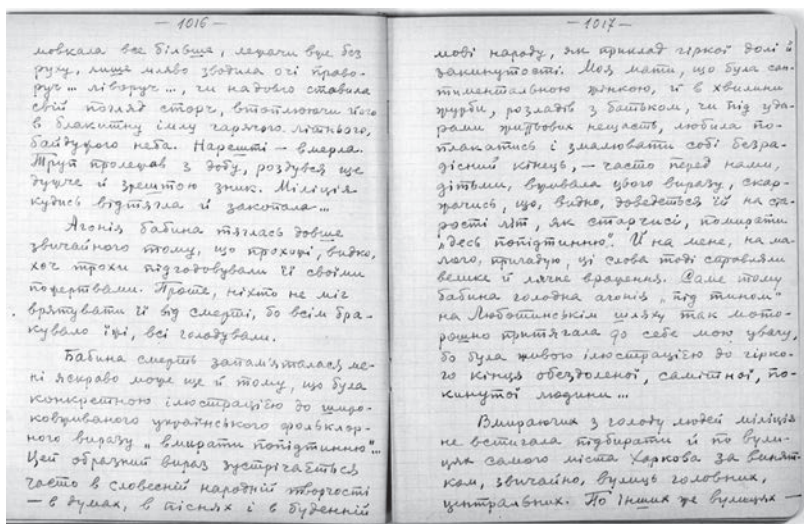 — 1016 —
мовкала все більше, лежачи вже без
руху, лише мляво зводила очі право-
руч... ліворуч..., чи надовго ставила
свій погляд сторч, втоплюючи його
в блакитну імлу гарячого літнього,
байдужого неба. Нарешті — вмерла.
Труп пролежав з добу, роздувся ще
дужче й зрештою зник. Міліція
кудись відтягла й закопала...
Агонія бабина тяглась довше
звичайного тому, що прохожі, видко,
хоч трохи підгодовували її своїми
пожертвами. Проте, ніхто не міг
врятувати її від смерті, бо всім бра-
кувало їжі, всі голодували.
Бабина смерть запам'яталася ме-
ні яскраво може ще й тому, що була
конкретною ілюстрацією до широ-
ковживаного українського фольклор-
ного виразу „вмирати попідтинню"...
Цей образний вираз зустрічається
часто в словесній народній творчості
— в думах, в піснях і в буденній
— 1017 —
мові народу, як приклад гіркої долі й
закинутості. Моя мати, що була сан-
тиментальною жінкою, й в хвилини
журби, розладів з батьком, чи під уда-
рами життьових нещасть, любила по-
плакатись і змалювати собі безра-
дісний кінець, — часто перед нами,
дітьми, вживала цього виразу, скар-
жачись, що, видно, доведеться їй на ста-
рості літ, як старчисі, помирати
„десь попідтинню". Й на мене, на ма-
лого, пригадую, ці слова тоді справляли
велике й лячне враження. Саме тому
бабина голодна агонія „під тином"
на Люботинськім шляху так мото-
рошно притягала до себе мою увагу,
бо була живою ілюстрацією до гірко-
го кінця обездоленої, самітної, по-
кинутої людини...
Вмираючих з голоду людей міліція
не встигала підбирати й по вули-
цях самого міста Харкова за винят-
ком, звичайно, вулиць головних,
центральних. По інших же вулицях —